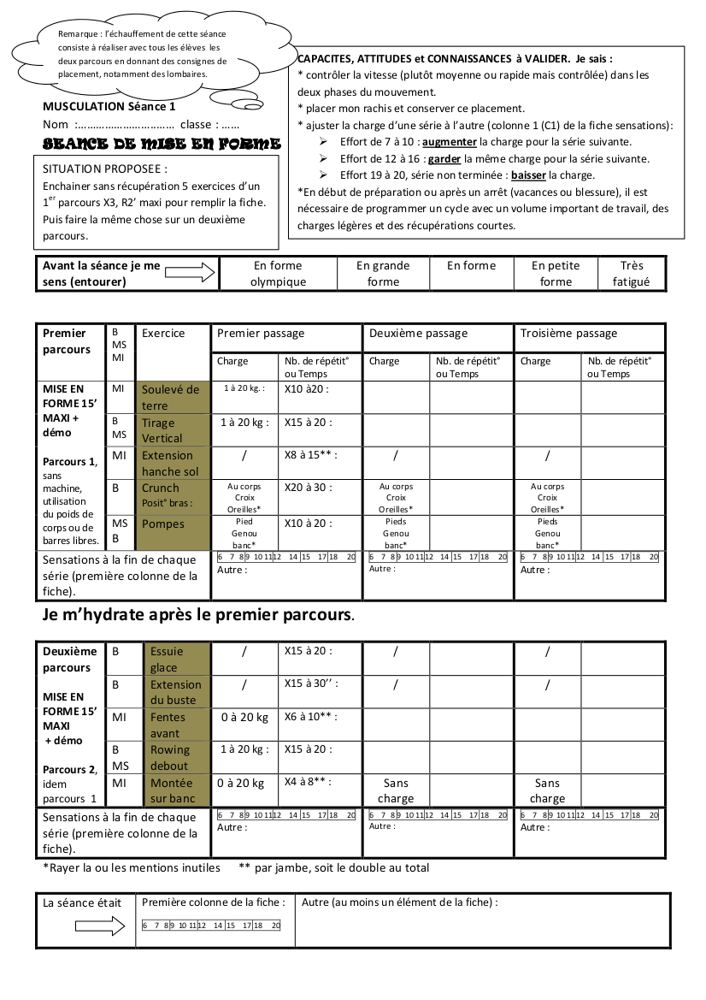 Remarque : l’échauffement de cette séance
consiste à réaliser avec tous les élèves les
deux parcours en donnant des consignes de
placement, notamment des lombaires.
MUSCULATION Séance 1
Nom :…………………………  classe : ……
SEANCE DE MISE EN FORME
SITUATION PROPOSEE :
Enchainer sans récupération 5 exercices d’un
1er parcours X3, R2’ maxi pour remplir la fiche.
Puis faire la même chose sur un deuxième
parcours.
CAPACITES, ATTITUDES et CONNAISSANCES à VALIDER. Je sais :
* contrôler la vitesse (plutôt moyenne ou rapide mais contrôlée) dans les
deux phases du mouvement.
* placer mon rachis et conserver ce placement.
* ajuster la charge d’une série à l’autre (colonne 1 (C1) de la fiche sensations):
➢ Effort de 7 à 10 : augmenter la charge pour la série suivante.
➢ Effort de 12 à 16 : garder la même charge pour la série suivante.
➢ Effort 19 à 20, série non terminée : baisser la charge.
*En début de préparation ou après un arrêt (vacances ou blessure), il est
nécessaire de programmer un cycle avec un volume important de travail, des
charges légères et des récupérations courtes.
Avant la séance je me
sens (entourer)
En forme
olympique
En grande
forme
En forme
En petite
forme
Très
fatigué
Premier
parcours
B
MS
MI
Exercice
Premier passage
Deuxième passage
Troisième passage
Charge
Nb. de répétit°
ou Temps
Charge
Nb. de répétit°
ou Temps
Charge
Nb. de répétit°
ou Temps
MISE EN
FORME 15’
MAXI +
démo
Parcours 1,
sans
machine,
utilisation
du poids de
corps ou de
barres libres.
MI
Soulevé de
terre
1 à 20 kg. :
X10 à20 :
B
MS
Tirage
Vertical
1 à 20 kg :
X15 à 20 :
MI
Extension
hanche sol
/
X8 à 15** :
/
/
B
Crunch
Posit° bras :
Au corps
Croix
Oreilles*
X20 à 30 :
Au corps
Croix
Oreilles*
Au corps
Croix
Oreilles*
MS
B
Pompes
Pied
Genou
banc*
X10 à 20 :
Pieds
Genou
banc*
Pieds
Genou
banc*
Sensations à la fin de chaque
série (première colonne de la
fiche).
6 7 8 9 10 11 12 14 15 17 18 20
Autre :
6 7 8 9 10 11 12 14 15 17 18 20
Autre :
6 7 8 9 10 11 12 14 15 17 18 20
Autre :
Je m’hydrate après le premier parcours.
Deuxième
parcours
MISE EN
FORME 15’
MAXI
+ démo
Parcours 2,
idem
parcours 1
B
Essuie
glace
/
X15 à 20 :
/
/
B
Extension
du buste
/
X15 à 30’’ :
/
/
MI
Fentes
avant
0 à 20 kg
X6 à 10** :
B
MS
Rowing
debout
1 à 20 kg :
X15 à 20 :
MI
Montée
sur banc
0 à 20 kg
X4 à 8** :
Sans
charge
Sans
charge
Sensations à la fin de chaque
série (première colonne de la
fiche).
6 7 8 9 10 11 12 14 15 17 18 20
Autre :
6 7 8 9 10 11 12 14 15 17 18 20
Autre :
6 7 8 9 10 11 12 14 15 17 18 20
Autre :
*Rayer la ou les mentions inutiles ** par jambe, soit le double au total
La séance était
Première colonne de la fiche :
6 7 8 9 10 11 12 14 15 17 18 20
Autre (au moins un élément de la fiche) :